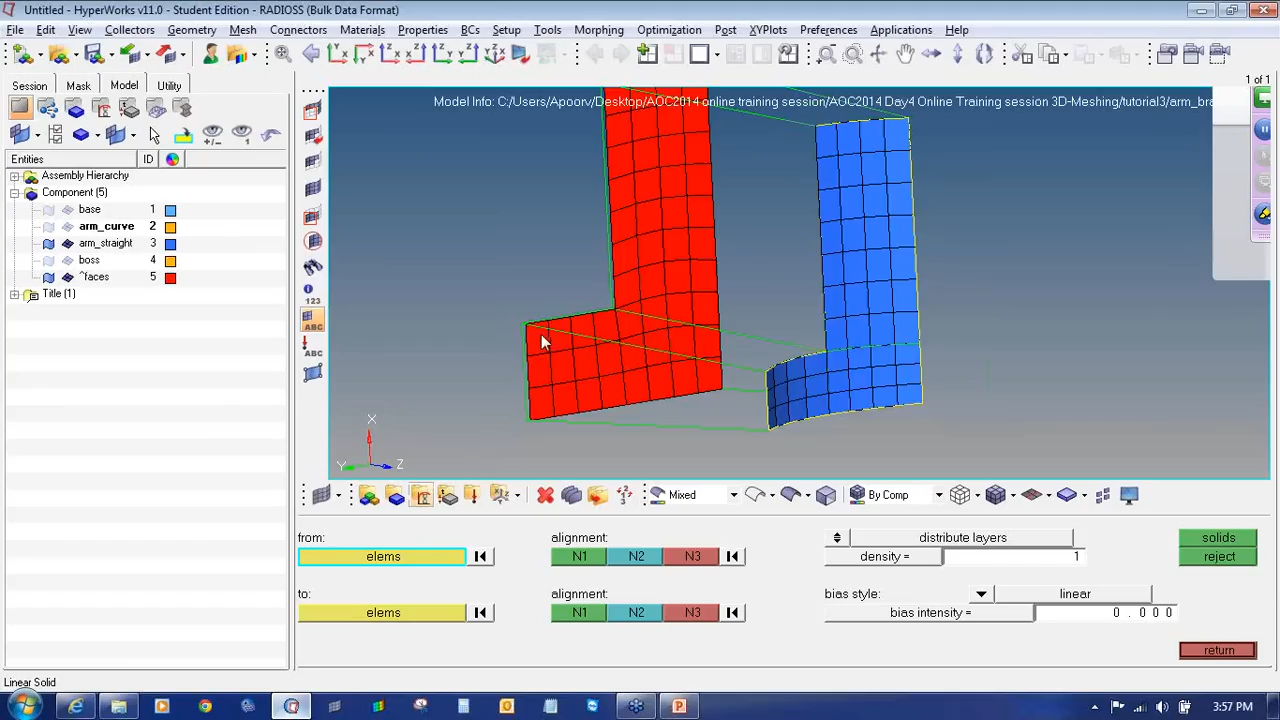 Untitled - HyperWorks v11.0 - Student Edition - RADIOSS (Bulk Data Format)
File Edit View Collectors Geometry Mesh Connectors Materials Properties BCs Setup Tools Morphing Optimization Post XYPlots Preferences Applications Help
1 of 1
Session Mask Model Utility
Model Info: C:/Users/Apoorv/Desktop/AOC2014 online training session/AOC2014 Day4 Online Training session 3D-Meshing/tutorial3/arm_bra
Entities ID
Assembly Hierarchy
Component (5)
base 1
arm_curve 2
arm_straight 3
boss 4
^faces 5
Title (1)
123
ABC
ABC
X
Y Z
Mixed By Comp
from: alignment: distribute layers solids
elems N1 N2 N3 density = 1 reject
to: alignment: bias style: linear
elems N1 N2 N3 bias intensity = 0.000
return
Linear Solid
3:57 PM